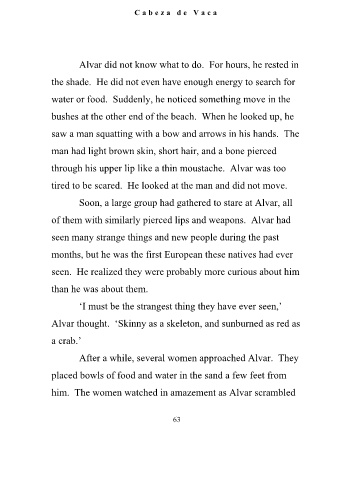 Cabeza de Vaca
Alvar did not know what to do. For hours, he rested in
the shade. He did not even have enough energy to search for
water or food. Suddenly, he noticed something move in the
bushes at the other end of the beach. When he looked up, he
saw a man squatting with a bow and arrows in his hands. The
man had light brown skin, short hair, and a bone pierced
through his upper lip like a thin moustache. Alvar was too
tired to be scared. He looked at the man and did not move.
Soon, a large group had gathered to stare at Alvar, all
of them with similarly pierced lips and weapons. Alvar had
seen many strange things and new people during the past
months, but he was the first European these natives had ever
seen. He realized they were probably more curious about him
than he was about them.
‘I must be the strangest thing they have ever seen,’
Alvar thought. ‘Skinny as a skeleton, and sunburned as red as
a crab.’
After a while, several women approached Alvar. They
placed bowls of food and water in the sand a few feet from
him. The women watched in amazement as Alvar scrambled
63